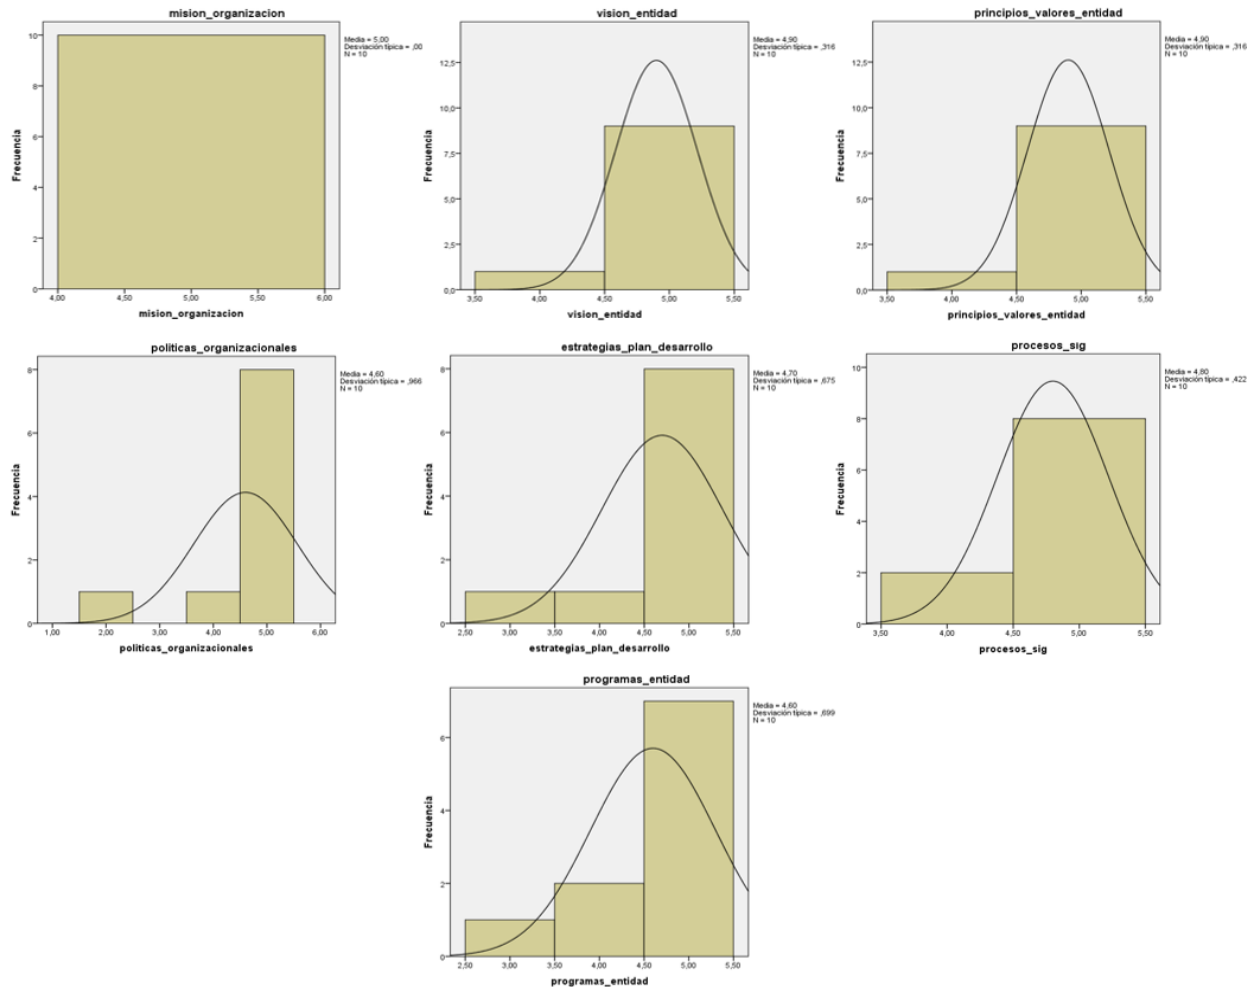 mision_organizacion
Media = 5,00
Desviación típica = ,00
N = 10
Frecuencia
10
8
6
4
2
0
4,00 4,50 5,00 5,50 6,00
mision_organizacion
vision_entidad
Media = 4,90
Desviación típica = ,316
N = 10
Frecuencia
12,5
10,0
7,5
5,0
2,5
0,0
3,50 4,00 4,50 5,00 5,50
vision_entidad
principios_valores_entidad
Media = 4,90
Desviación típica = ,316
N = 10
Frecuencia
12,5
10,0
7,5
5,0
2,5
0,0
3,50 4,00 4,50 5,00 5,50
principios_valores_entidad
politicas_organizacionales
Media = 4,60
Desviación típica = ,966
N = 10
Frecuencia
8
6
4
2
0
1,00 2,00 3,00 4,00 5,00 6,00
politicas_organizacionales
estrategias_plan_desarrollo
Media = 4,70
Desviación típica = ,675
N = 10
Frecuencia
8
6
4
2
0
2,50 3,00 3,50 4,00 4,50 5,00 5,50
estrategias_plan_desarrollo
procesos_sig
Media = 4,80
Desviación típica = ,422
N = 10
Frecuencia
10
8
6
4
2
0
3,50 4,00 4,50 5,00 5,50
procesos_sig
programas_entidad
Media = 4,60
Desviación típica = ,699
N = 10
Frecuencia
6
4
2
0
2,50 3,00 3,50 4,00 4,50 5,00 5,50
programas_entidad